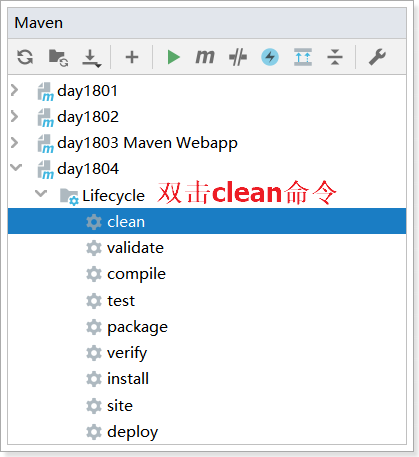 Maven
day1801
day1802
day1803 Maven Webapp
day1804
Lifecycle 双击clean命令
clean
validate
compile
test
package
verify
install
site
deploy